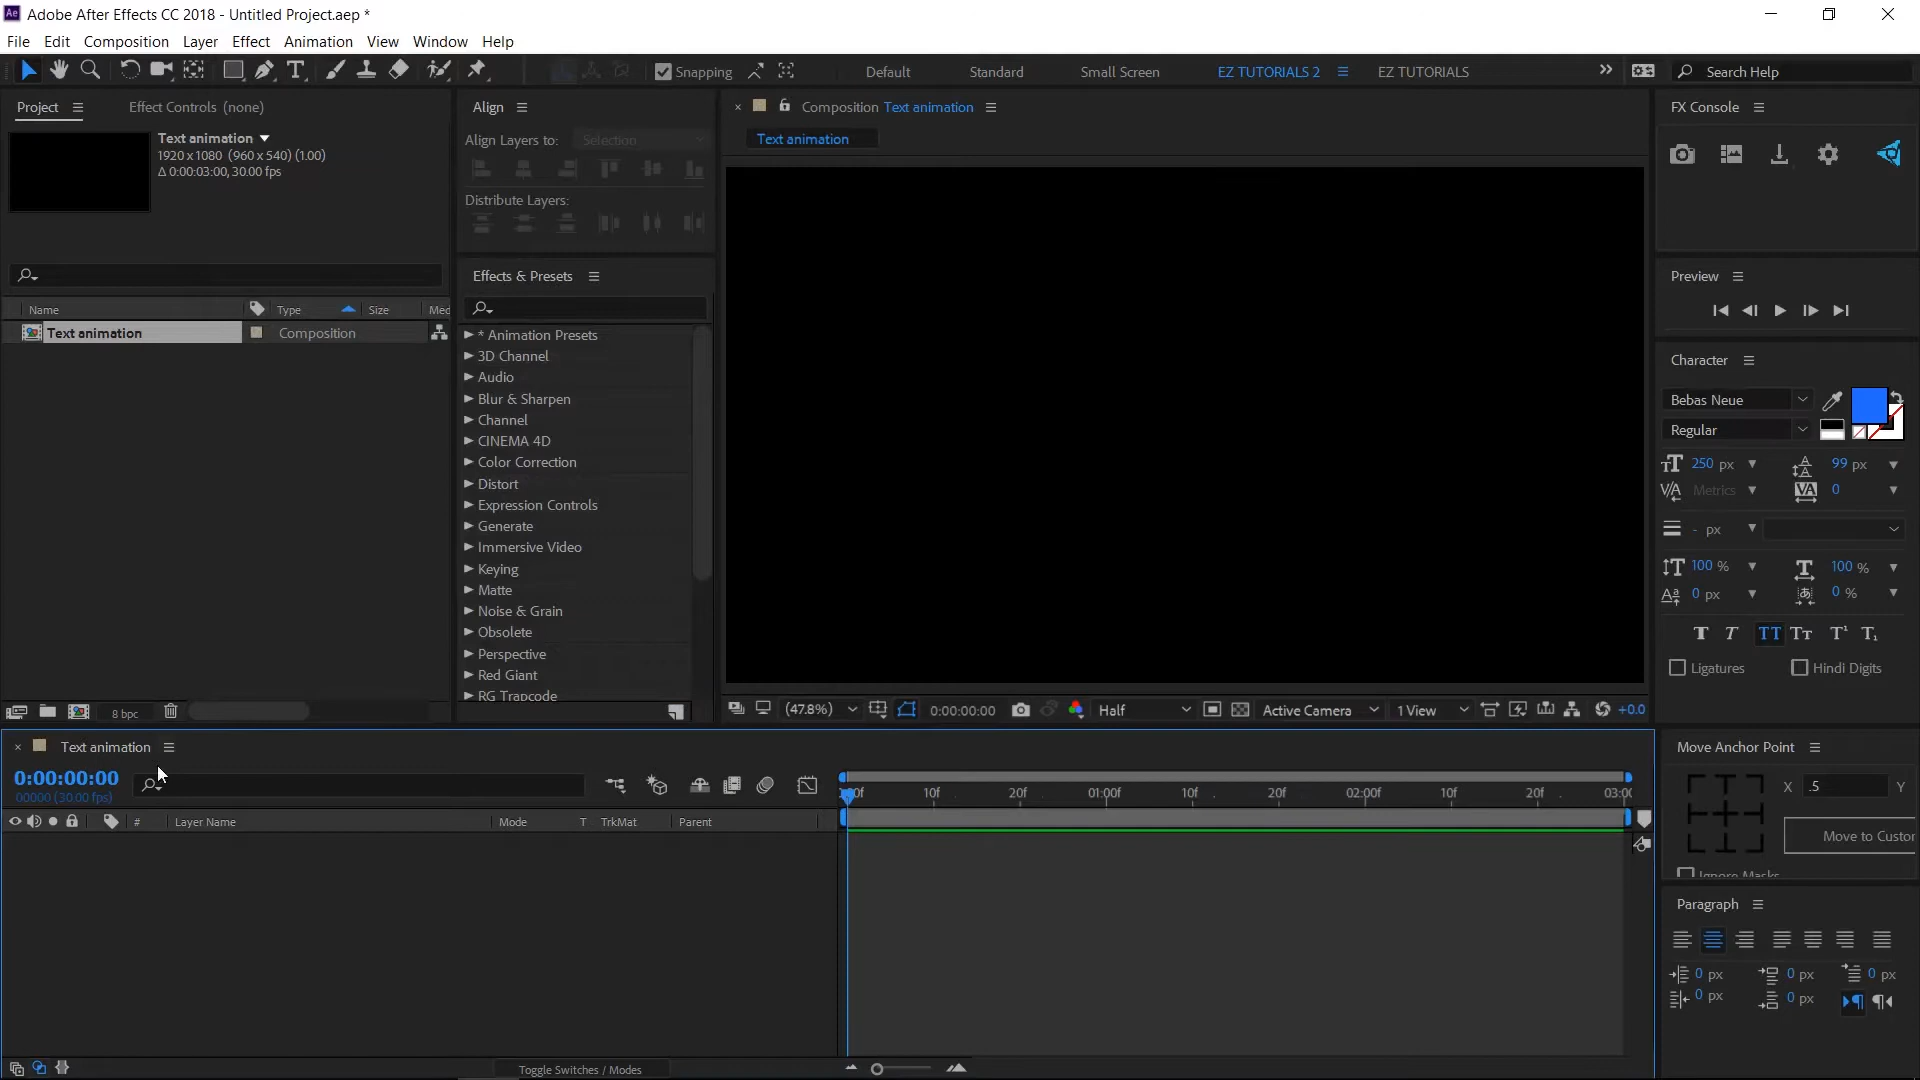 Ae Adobe After Effects CC 2018 - Untitled Project.aep *
File Edit Composition Layer Effect Animation View Window Help
Snapping Default Standard Small Screen EZ TUTORIALS 2 EZ TUTORIALS Search Help
Project Effect Controls (none)
Text animation
1920 x 1080 (960 x 540) (1.00)
Δ 0:00:03:00, 30.00 fps
Name Type Size Med
Text animation Composition
8 bpc
Align
Align Layers to: Selection
Distribute Layers:
Effects & Presets
* Animation Presets
3D Channel
Audio
Blur & Sharpen
Channel
CINEMA 4D
Color Correction
Distort
Expression Controls
Generate
Immersive Video
Keying
Matte
Noise & Grain
Obsolete
Perspective
Red Giant
RG Trapcode
Composition Text animation
Text animation
(47.8%) 0:00:00:00 Half Active Camera 1 View +0.0
FX Console
Preview
Character
Bebas Neue
Regular
250 px 99 px
Metrics 0
- px
100 % 100 %
0 px 0 %
T T TT Tт T¹ T₁
Ligatures Hindi Digits
Text animation
0:00:00:00
00000 (30.00 fps)
# Layer Name Mode T TrkMat Parent
10f 20f 01:00f 10f 20f 02:00f 10f 20f
Toggle Switches / Modes
Move Anchor Point
X .5 Y
Move to Custor
Ignore Masks
Paragraph
0 px 0 px 0 px
0 px 0 px